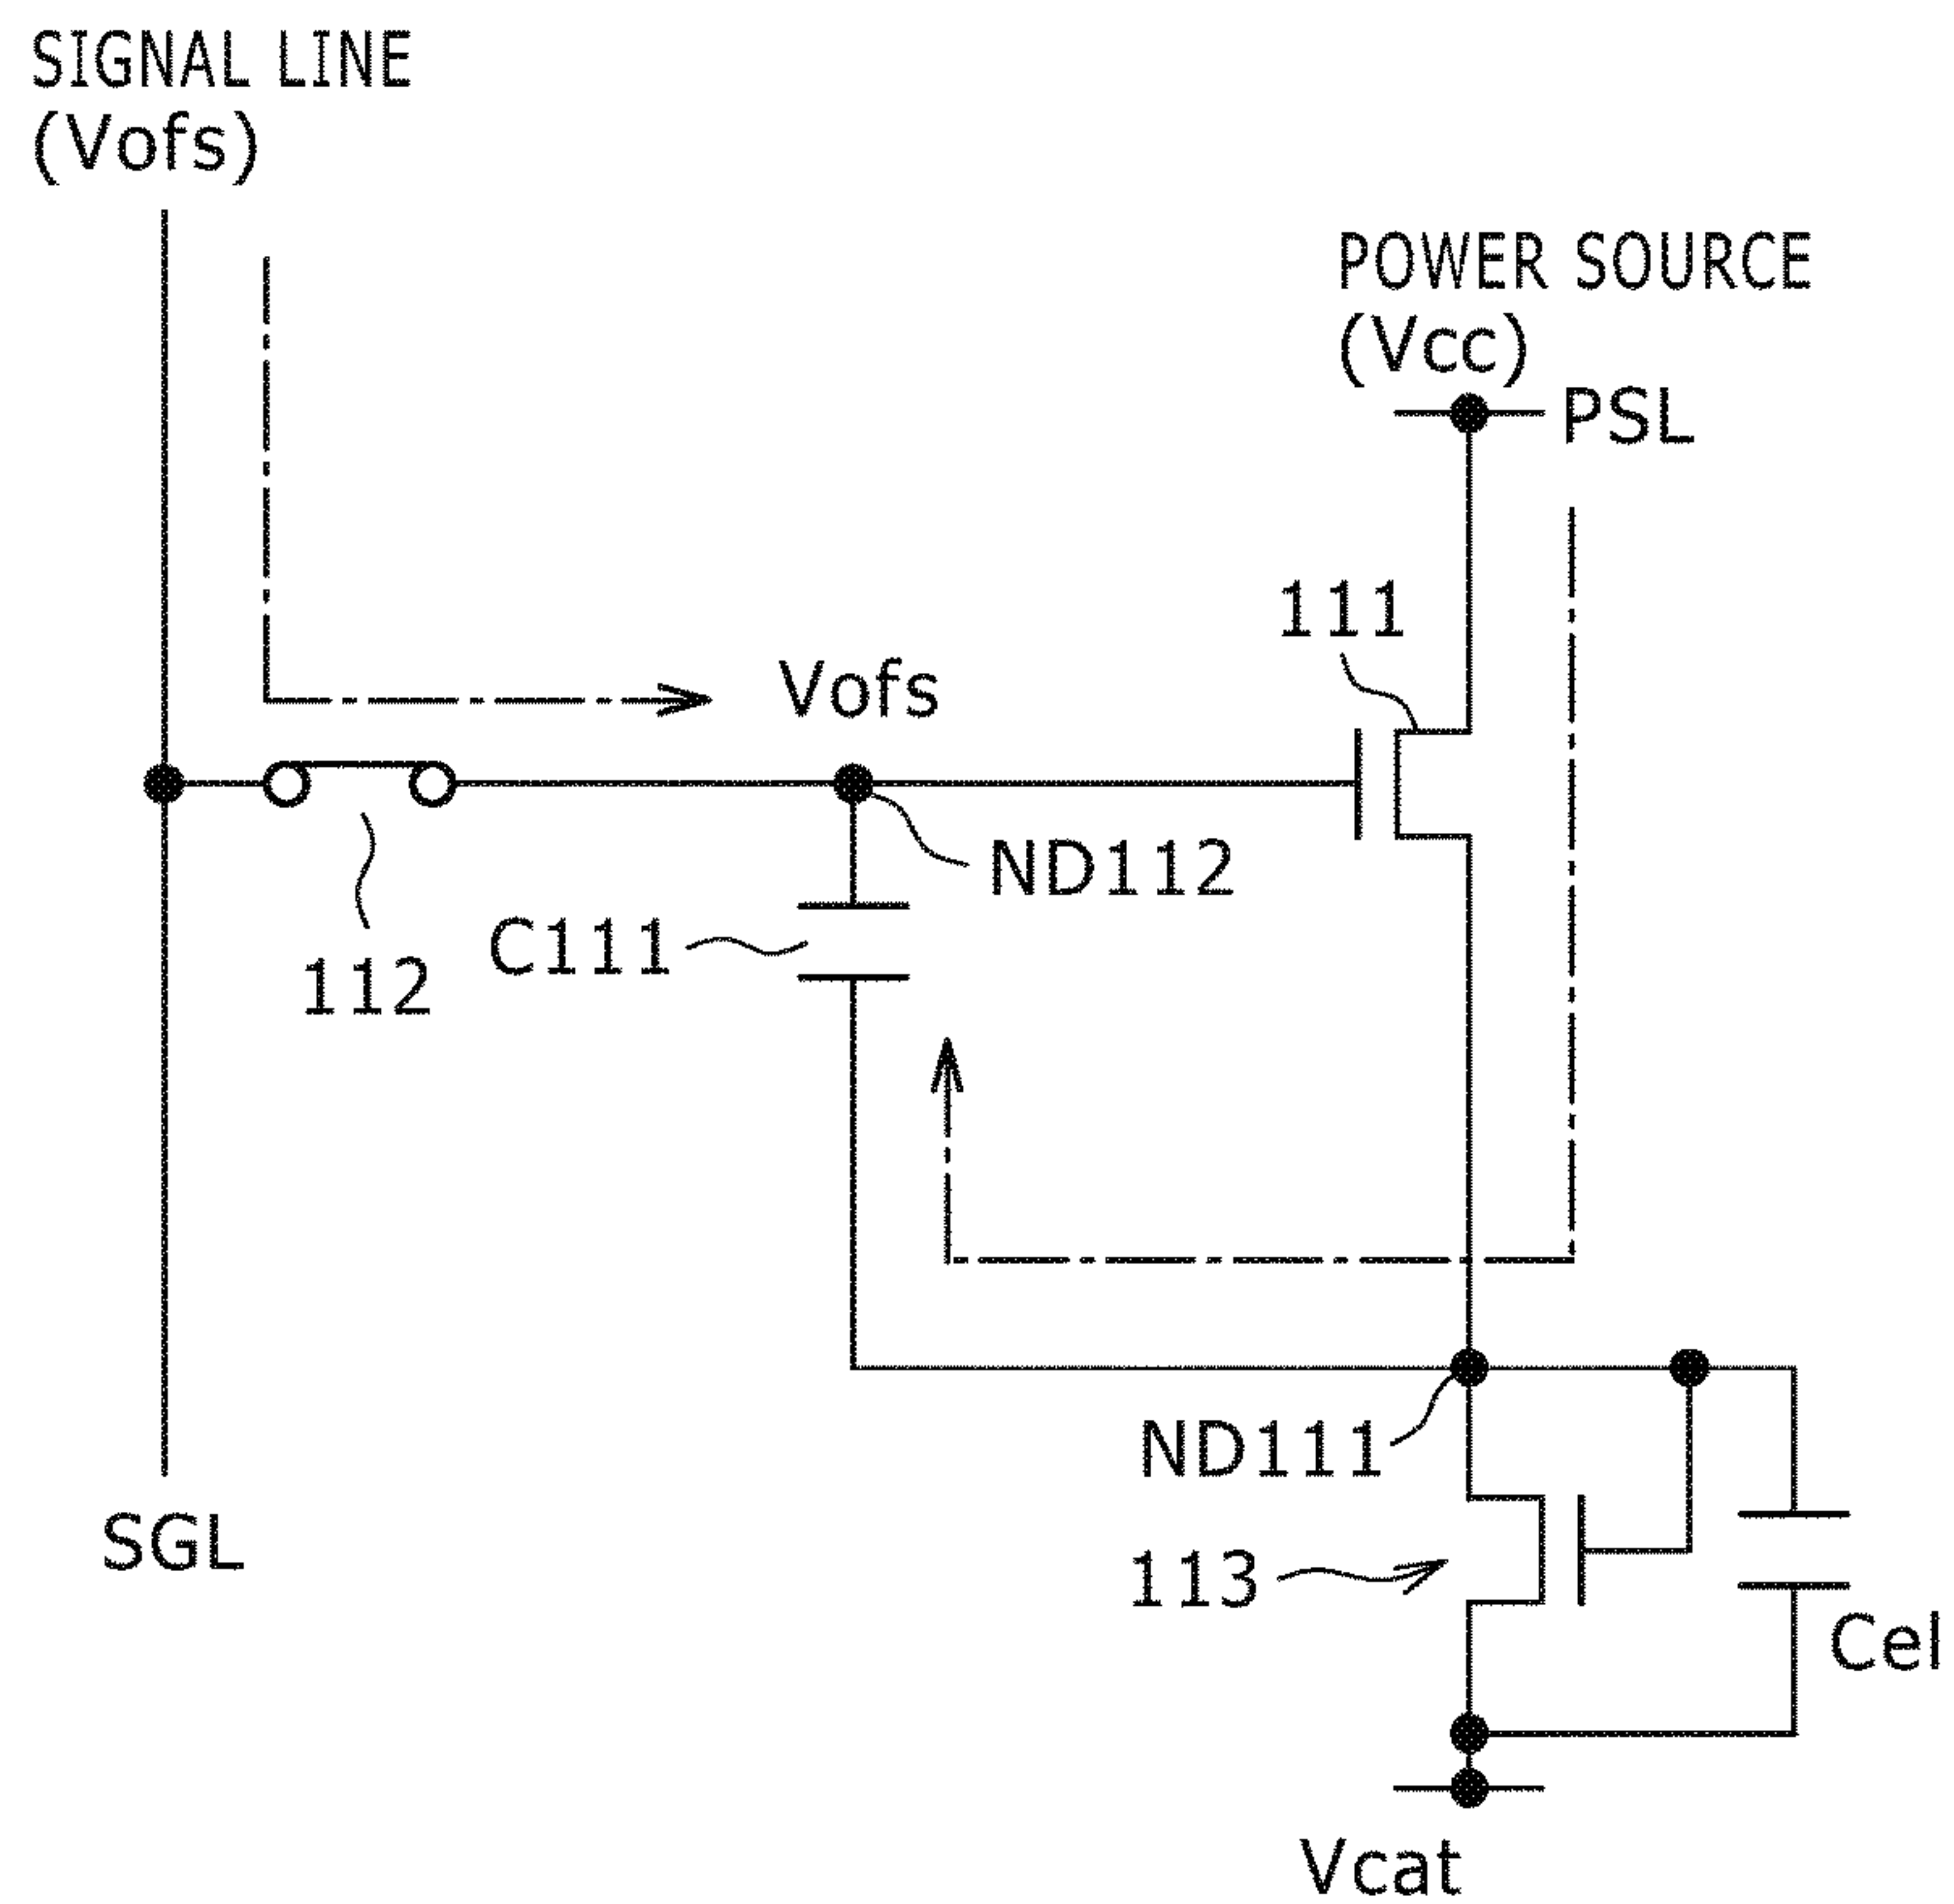 SIGNAL LINE
(Vofs)
POWER SOURCE
(Vcc)
PSL
111
Vofs
ND112
C111
112
ND111
SGL
113
Cel
Vcat